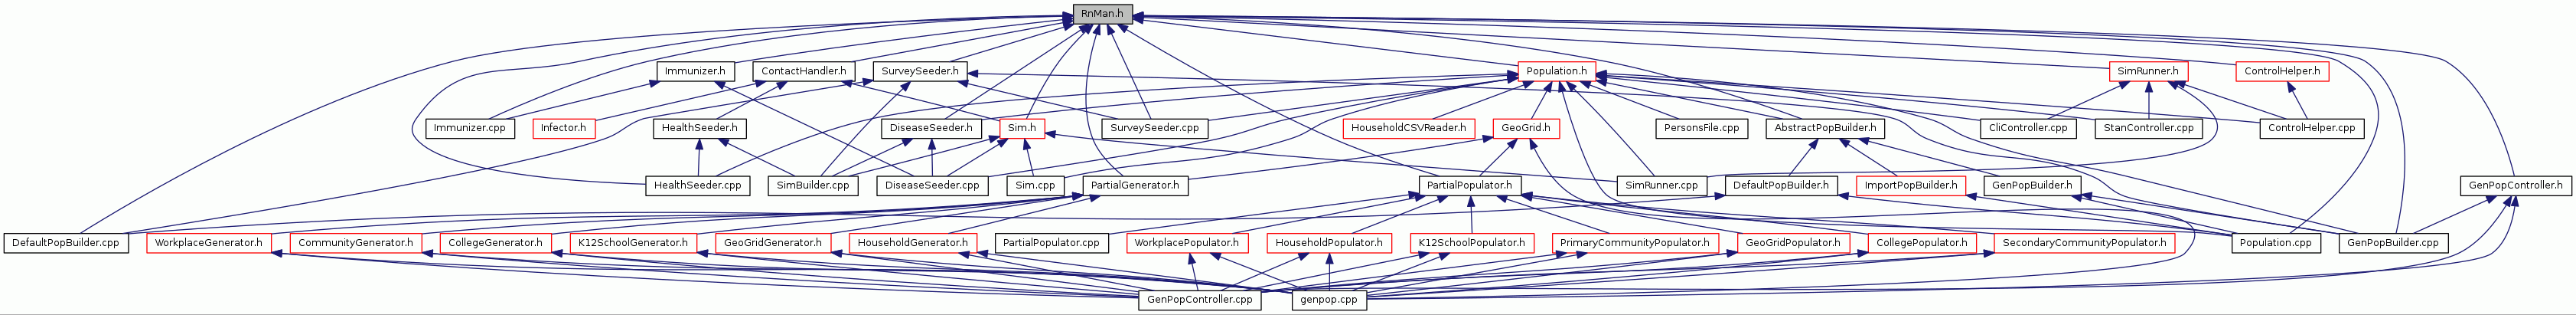 RnMan.h
Immunizer.h
ContactHandler.h
SurveySeeder.h
Population.h
SimRunner.h
ControlHelper.h
Immunizer.cpp
Infector.h
HealthSeeder.h
DiseaseSeeder.h
Sim.h
SurveySeeder.cpp
HouseholdCSVReader.h
GeoGrid.h
PersonsFile.cpp
AbstractPopBuilder.h
CliController.cpp
StanController.cpp
ControlHelper.cpp
HealthSeeder.cpp
SimBuilder.cpp
DiseaseSeeder.cpp
Sim.cpp
PartialGenerator.h
PartialPopulator.h
SimRunner.cpp
DefaultPopBuilder.h
ImportPopBuilder.h
GenPopBuilder.h
GenPopController.h
DefaultPopBuilder.cpp
WorkplaceGenerator.h
CommunityGenerator.h
CollegeGenerator.h
K12SchoolGenerator.h
GeoGridGenerator.h
HouseholdGenerator.h
PartialPopulator.cpp
WorkplacePopulator.h
HouseholdPopulator.h
K12SchoolPopulator.h
PrimaryCommunityPopulator.h
GeoGridPopulator.h
CollegePopulator.h
SecondaryCommunityPopulator.h
Population.cpp
GenPopBuilder.cpp
GenPopController.cpp
genpop.cpp